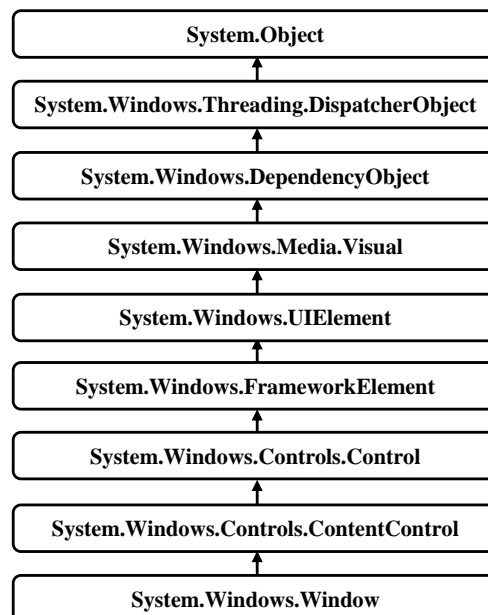 System.Object
System.Windows.Threading.DispatcherObject
System.Windows.DependencyObject
System.Windows.Media.Visual
System.Windows.UIElement
System.Windows.FrameworkElement
System.Windows.Controls.Control
System.Windows.Controls.ContentControl
System.Windows.Window